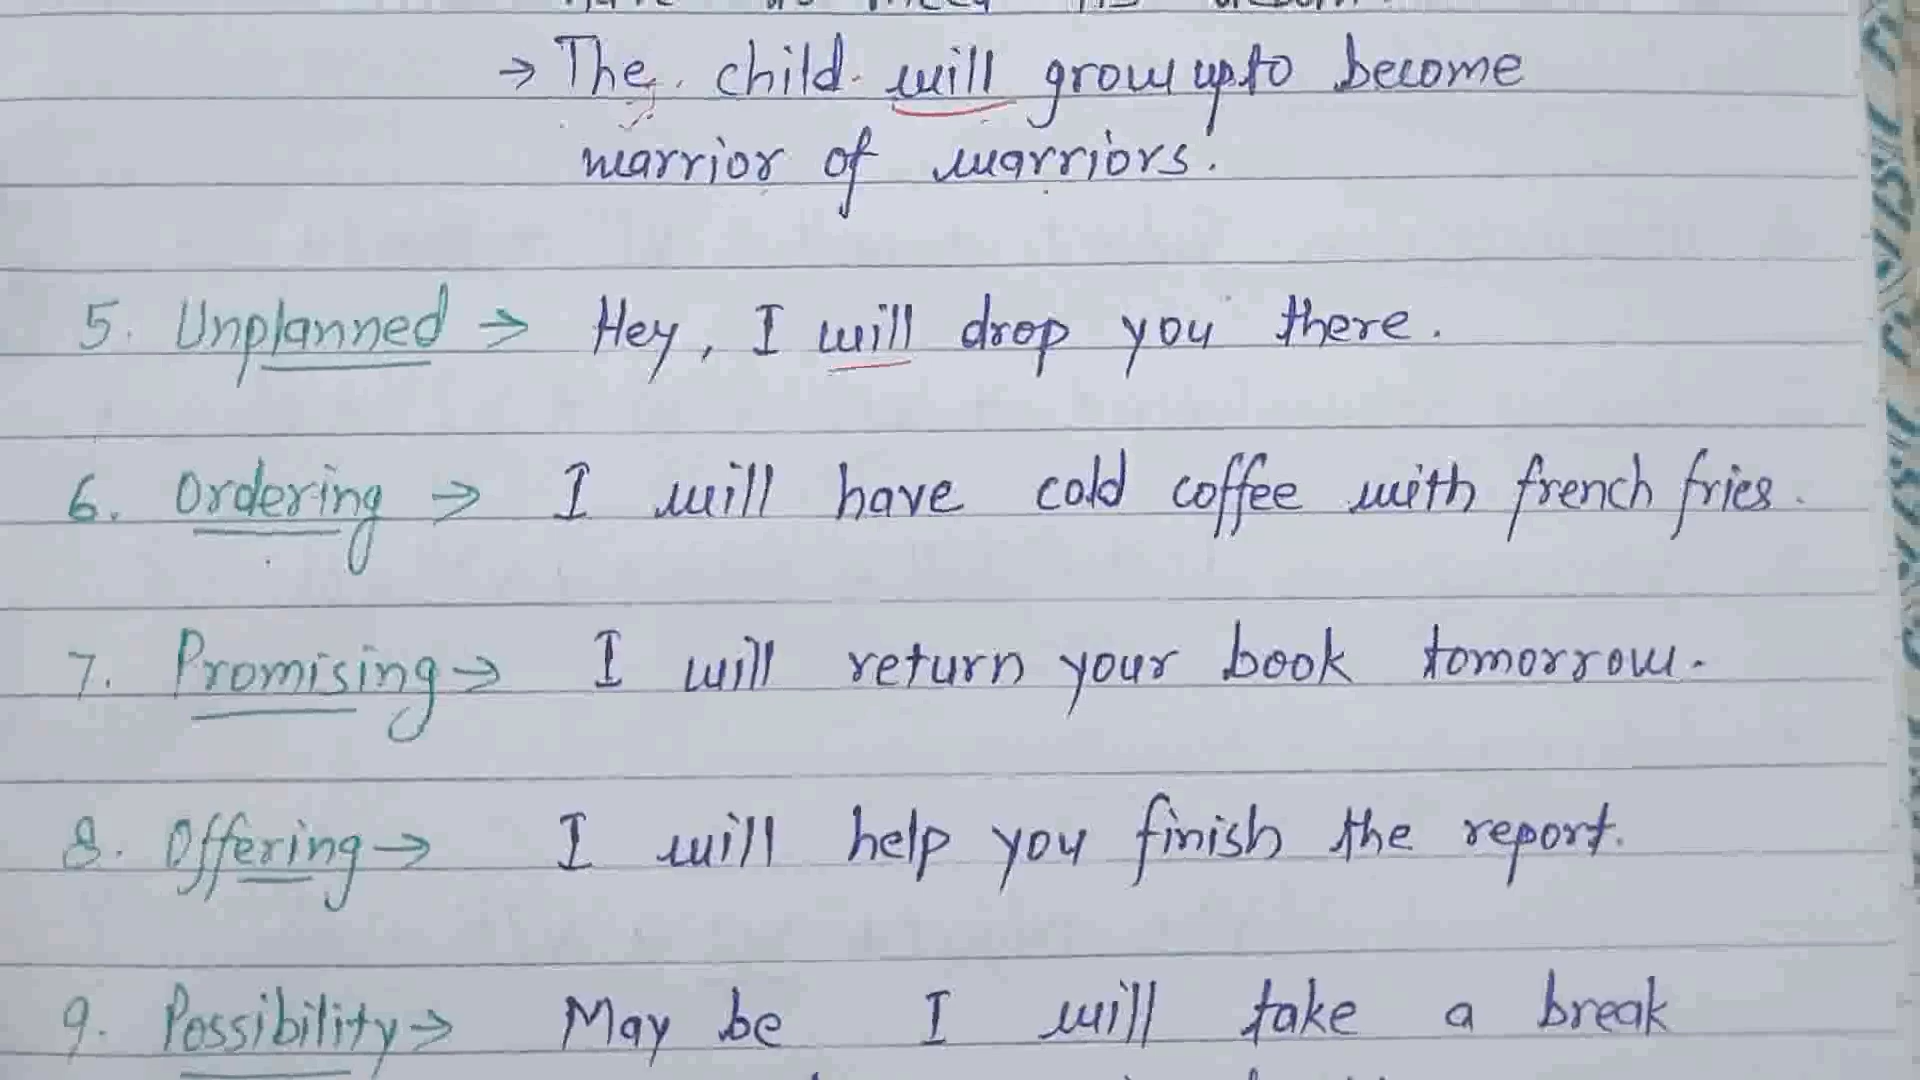 → The child will grow up to become
warrior of warriors.
5. Unplanned → Hey, I will drop you there.
6. Ordering → I will have cold coffee with french fries.
7. Promising → I will return your book tomorrow.
8. Offering → I will help you finish the report.
9. Possibility → May be I will take a break